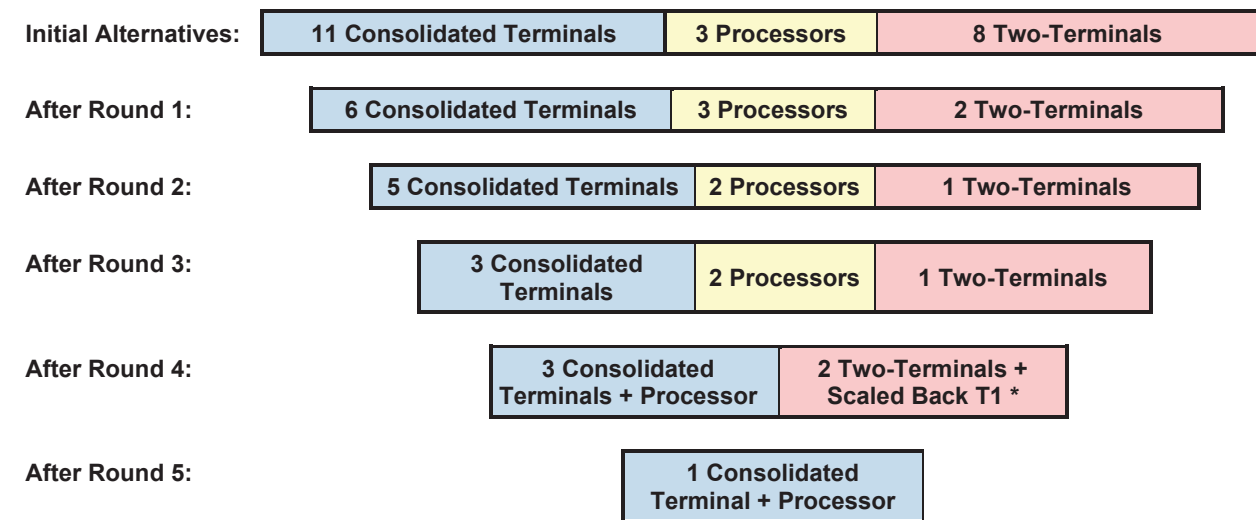 Initial Alternatives: 11 Consolidated Terminals 3 Processors 8 Two-Terminals
After Round 1: 6 Consolidated Terminals 3 Processors 2 Two-Terminals
After Round 2: 5 Consolidated Terminals 2 Processors 1 Two-Terminals
After Round 3: 3 Consolidated
Terminals 2 Processors 1 Two-Terminals
After Round 4: 3 Consolidated
Terminals + Processor
2 Two-Terminals +
Scaled Back T1 *
After Round 5: 1 Consolidated
Terminal + Processor